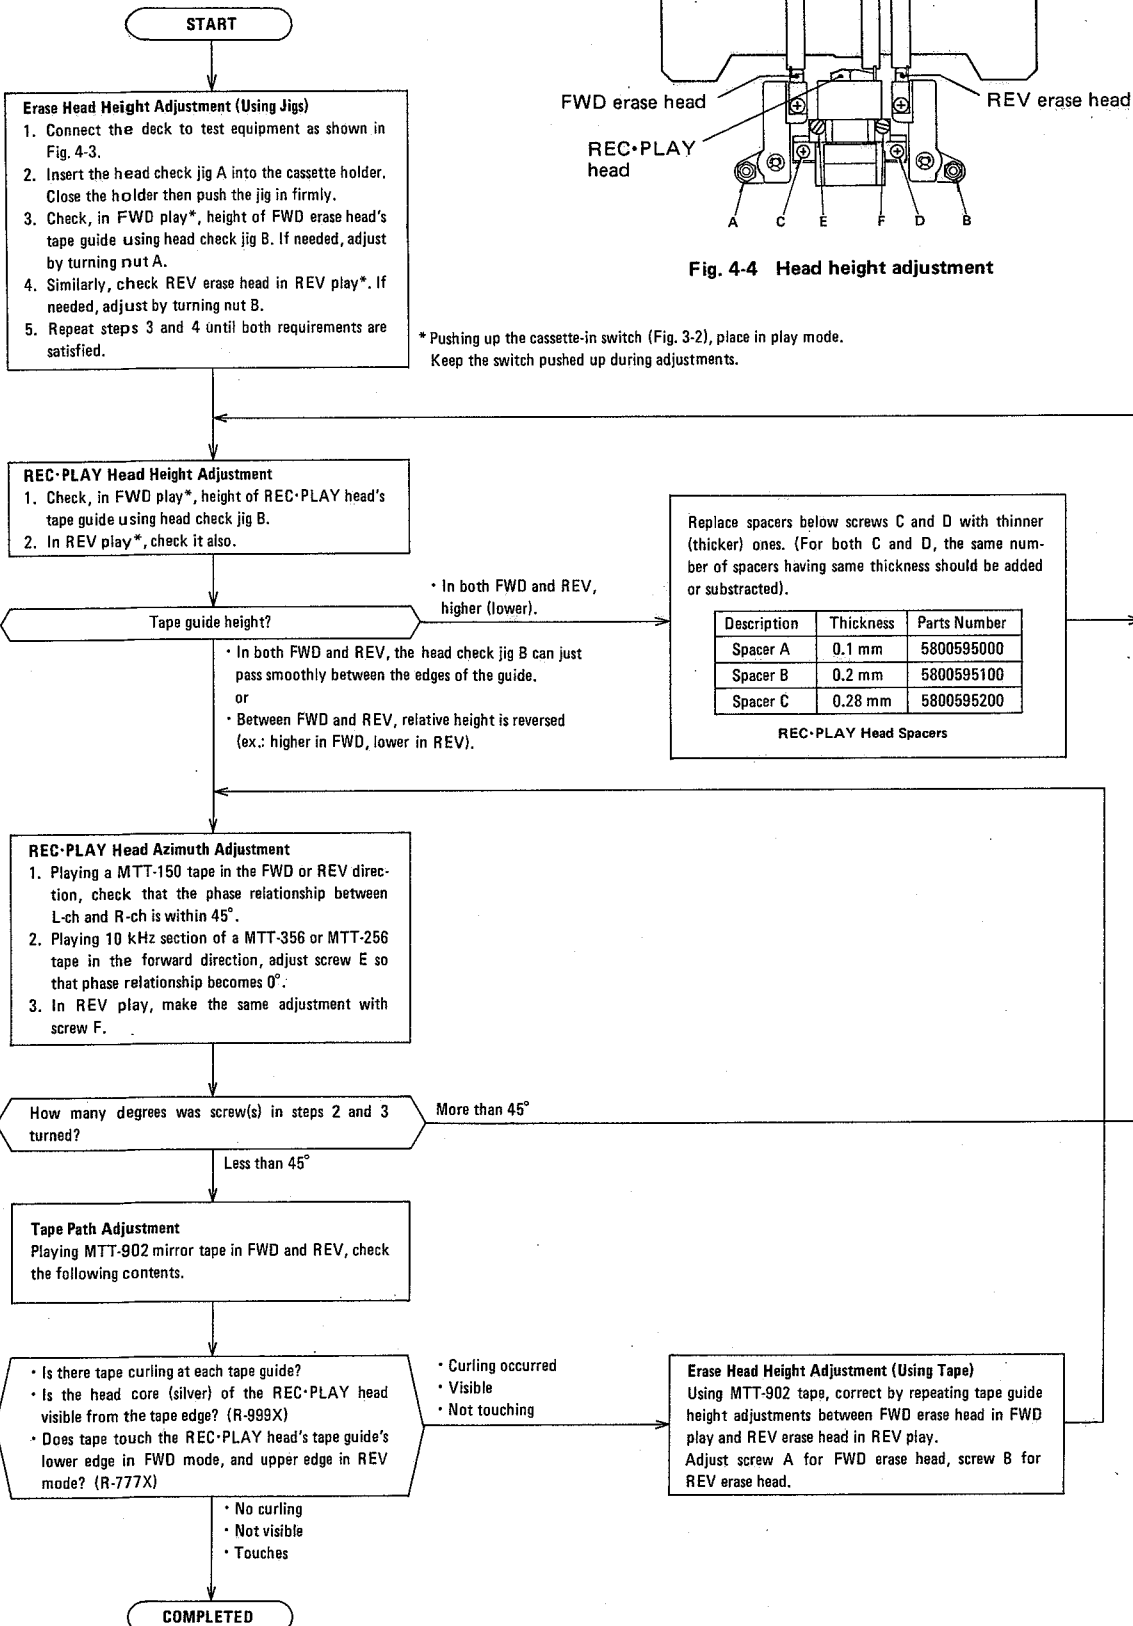 START
Erase Head Height Adjustment (Using Jigs)
1. Connect the deck to test equipment as shown in
Fig. 4-3.
2. Insert the head check jig A into the cassette holder.
Close the holder then push the jig in firmly.
3. Check, in FWD play*, height of FWD erase head's
tape guide using head check jig B. If needed, adjust
by turning nut A.
4. Similarly, check REV erase head in REV play*. If
needed, adjust by turning nut B.
5. Repeat steps 3 and 4 until both requirements are
satisfied.
FWD erase head
REV erase head
REC•PLAY
head
A C E F D B
Fig. 4-4 Head height adjustment
* Pushing up the cassette-in switch (Fig. 3-2), place in play mode.
Keep the switch pushed up during adjustments.
REC•PLAY Head Height Adjustment
1. Check, in FWD play*, height of REC•PLAY head's
tape guide using head check jig B.
2. In REV play*, check it also.
Tape guide height?
• In both FWD and REV,
higher (lower).
Replace spacers below screws C and D with thinner
(thicker) ones. (For both C and D, the same num-
ber of spacers having same thickness should be added
or substracted).
Description Thickness Parts Number
Spacer A 0.1 mm 5800595000
Spacer B 0.2 mm 5800595100
Spacer C 0.28 mm 5800595200
REC•PLAY Head Spacers
• In both FWD and REV, the head check jig B can just
pass smoothly between the edges of the guide.
or
• Between FWD and REV, relative height is reversed
(ex.: higher in FWD, lower in REV).
REC•PLAY Head Azimuth Adjustment
1. Playing a MTT-150 tape in the FWD or REV direc-
tion, check that the phase relationship between
L-ch and R-ch is within 45°.
2. Playing 10 kHz section of a MTT-356 or MTT-256
tape in the forward direction, adjust screw E so
that phase relationship becomes 0°.
3. In REV play, make the same adjustment with
screw F.
How many degrees was screw(s) in steps 2 and 3
turned?
More than 45°
Less than 45°
Tape Path Adjustment
Playing MTT-902 mirror tape in FWD and REV, check
the following contents.
• Is there tape curling at each tape guide?
• Is the head core (silver) of the REC•PLAY head
visible from the tape edge? (R-999X)
• Does tape touch the REC•PLAY head's tape guide's
lower edge in FWD mode, and upper edge in REV
mode? (R-777X)
• Curling occurred
• Visible
• Not touching
Erase Head Height Adjustment (Using Tape)
Using MTT-902 tape, correct by repeating tape guide
height adjustments between FWD erase head in FWD
play and REV erase head in REV play.
Adjust screw A for FWD erase head, screw B for
REV erase head.
• No curling
• Not visible
• Touches
COMPLETED